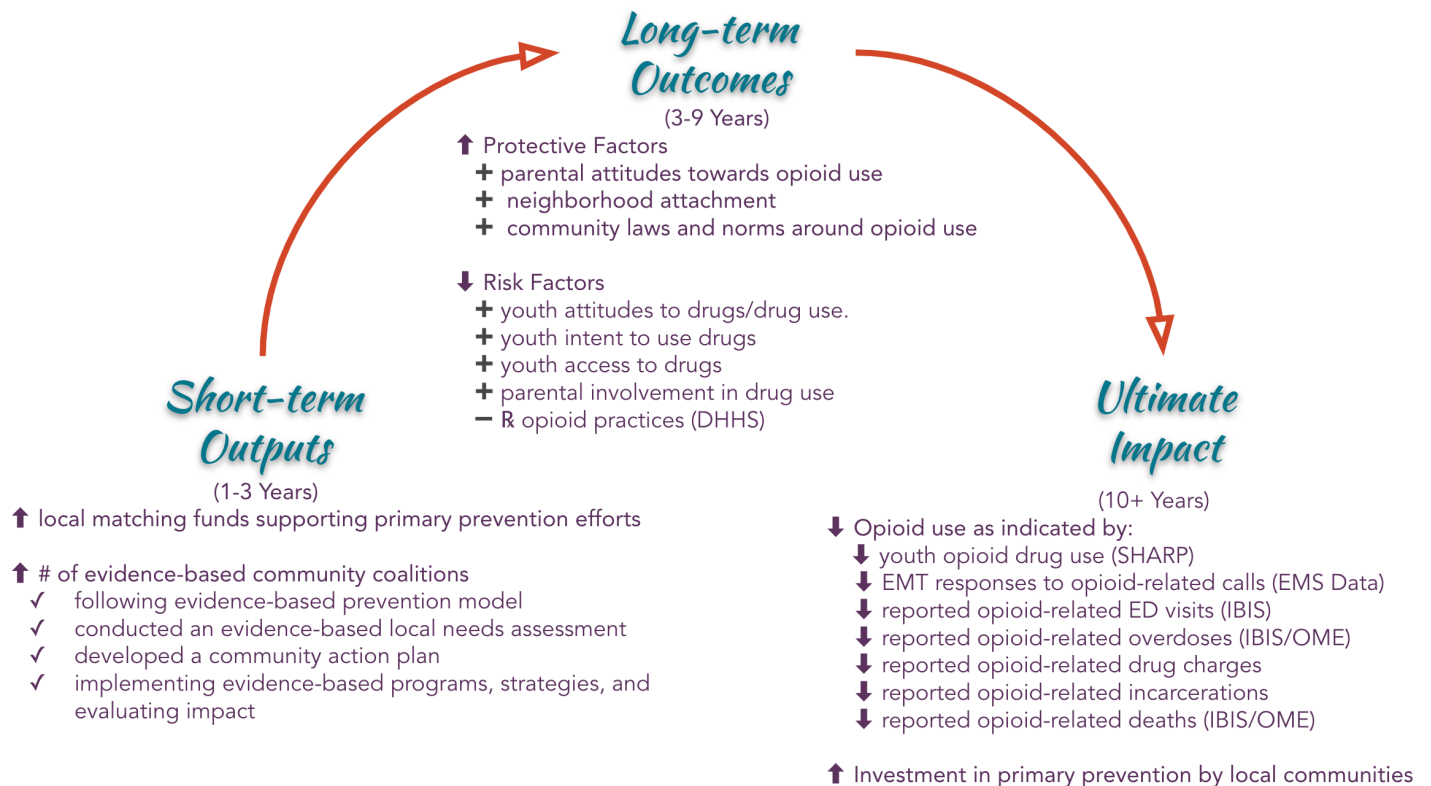 Long-term
Outcomes
(3-9 Years)
⬆ Protective Factors
+ parental attitudes towards opioid use
+ neighborhood attachment
+ community laws and norms around opioid use
⬇ Risk Factors
+ youth attitudes to drugs/drug use.
+ youth intent to use drugs
+ youth access to drugs
+ parental involvement in drug use
− ℞ opioid practices (DHHS)
Short-term
Outputs
(1-3 Years)
⬆ local matching funds supporting primary prevention efforts
⬆ # of evidence-based community coalitions
✓ following evidence-based prevention model
✓ conducted an evidence-based local needs assessment
✓ developed a community action plan
✓ implementing evidence-based programs, strategies, and
evaluating impact
Ultimate
Impact
(10+ Years)
⬇ Opioid use as indicated by:
⬇ youth opioid drug use (SHARP)
⬇ EMT responses to opioid-related calls (EMS Data)
⬇ reported opioid-related ED visits (IBIS)
⬇ reported opioid-related overdoses (IBIS/OME)
⬇ reported opioid-related drug charges
⬇ reported opioid-related incarcerations
⬇ reported opioid-related deaths (IBIS/OME)
⬆ Investment in primary prevention by local communities